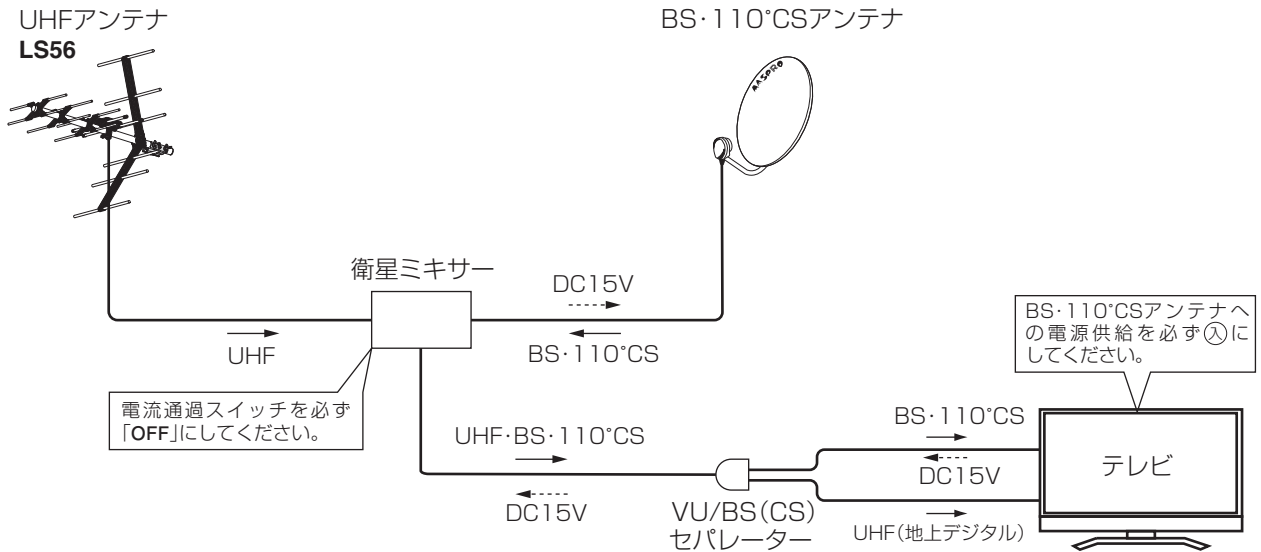 UHFアンテナ
LS56
BS･110°CSアンテナ
MASPRO
衛星ミキサー
DC15V
UHF
BS･110°CS
電流通過スイッチを必ず
｢OFF｣にしてください。
BS･110°CSアンテナへ
の電源供給を必ず㊅に
してください。
UHF･BS･110°CS
DC15V
VU/BS(CS)
セパレーター
BS･110°CS
DC15V
UHF(地上デジタル)
テレビ